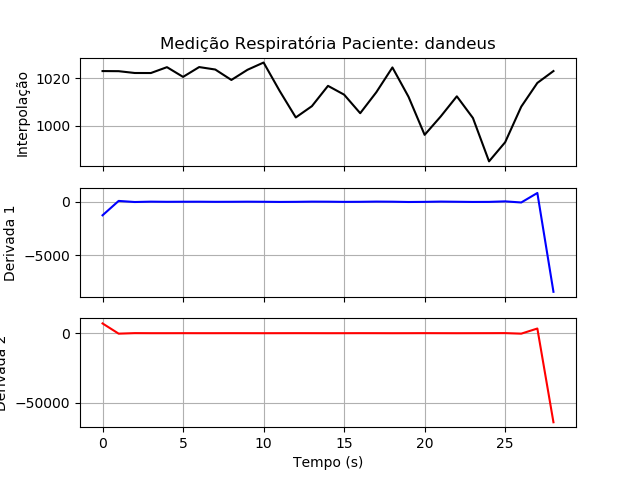 Medição Respiratória Paciente: dandeus
Interpolação
1020
1000
Derivada 1
0
−5000
Derivada 2
0
−50000
0 5 10 15 20 25
Tempo (s)